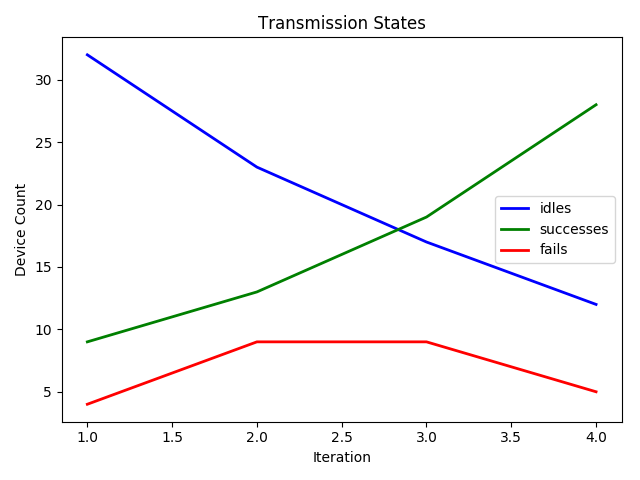 Transmission States
Device Count
30
25
20
15
10
5
idles
successes
fails
1.0 1.5 2.0 2.5 3.0 3.5 4.0
Iteration